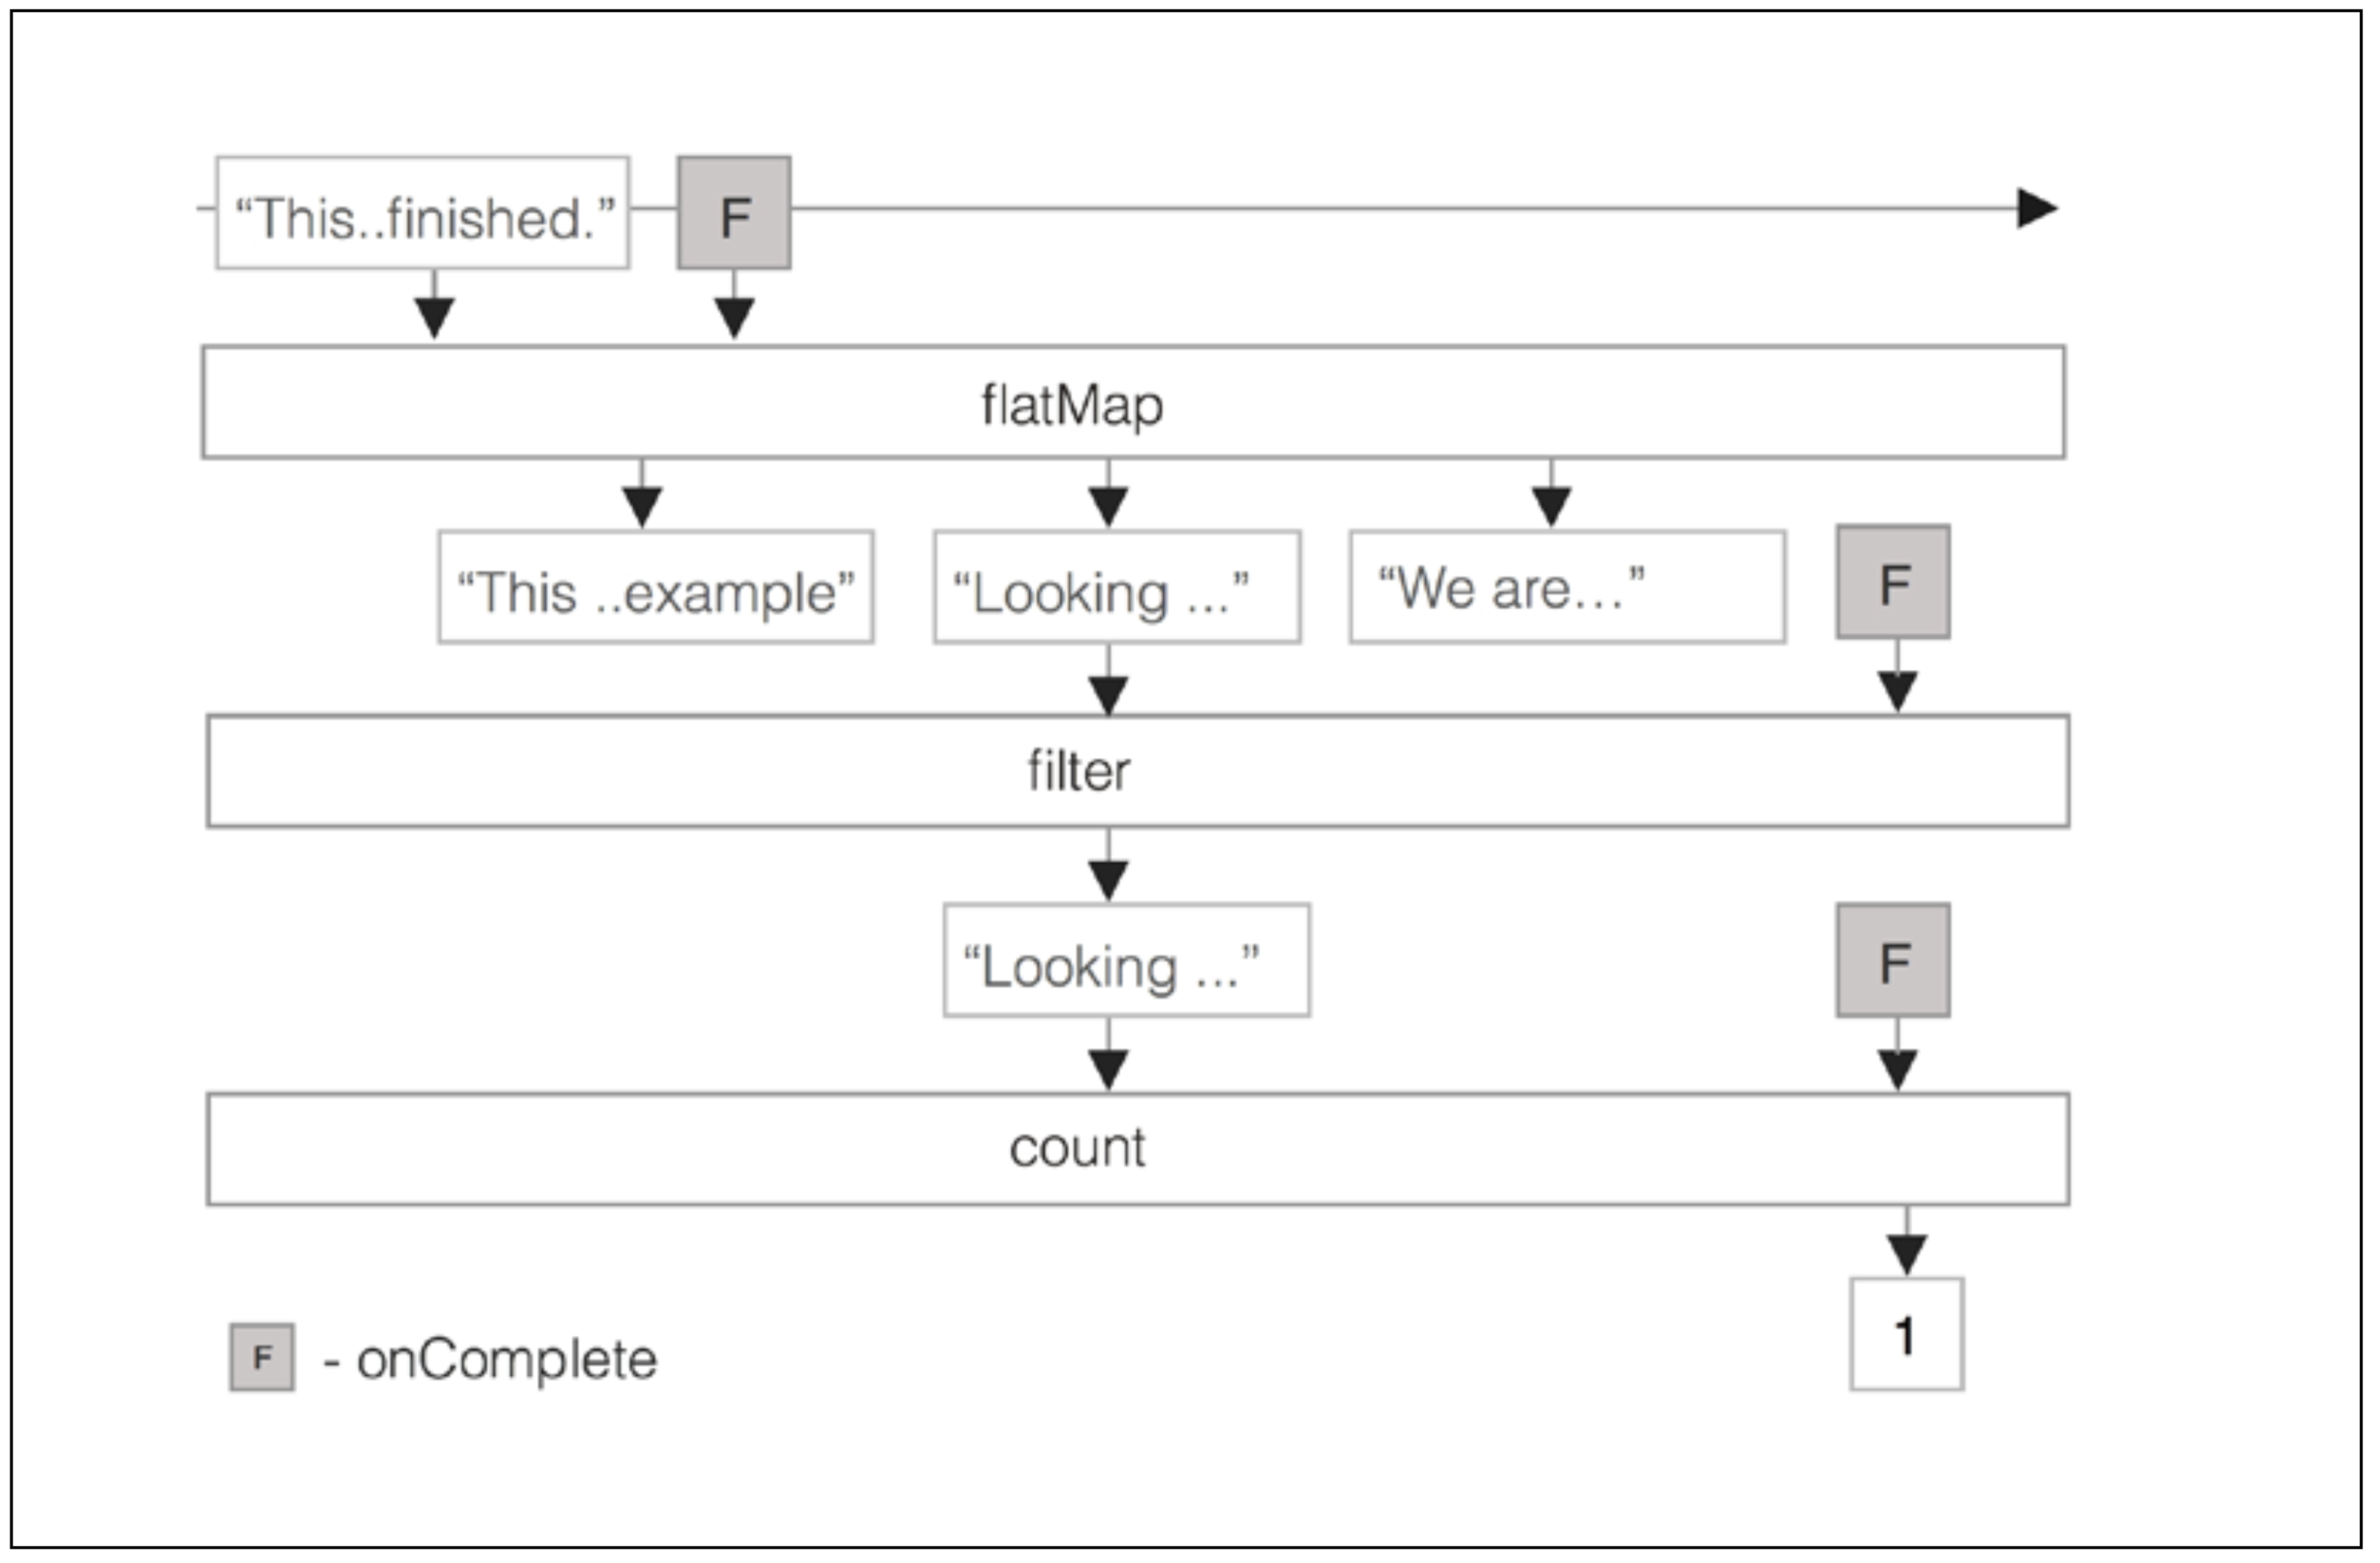 “This..finished.” F
flatMap
“This ..example” “Looking ...” “We are...” F
filter
“Looking ...” F
count
1
F - onComplete